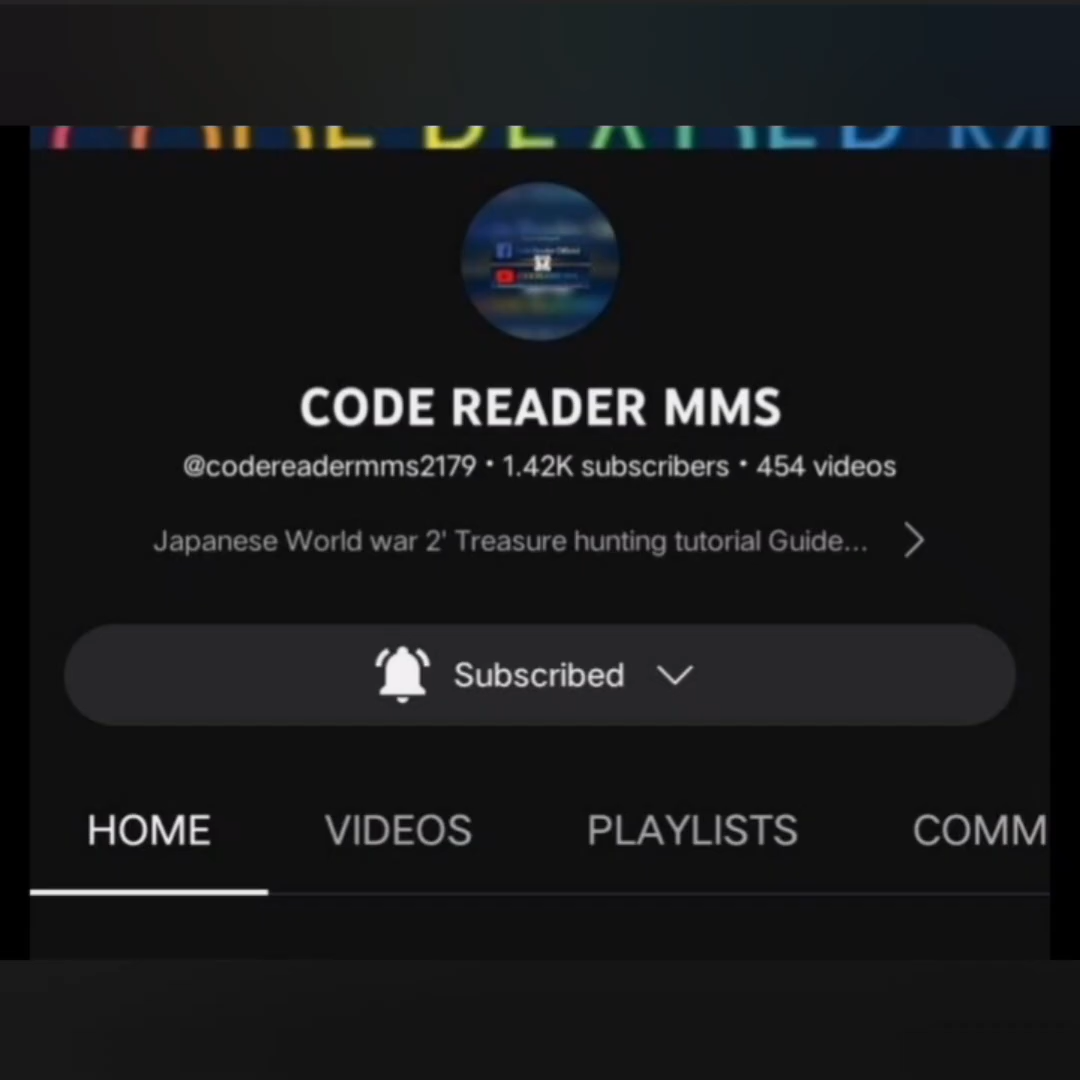 CODE READER MMS
@codereadermms2179 • 1.42K subscribers • 454 videos
Japanese World war 2' Treasure hunting tutorial Guide...
Subscribed
HOME VIDEOS PLAYLISTS COMM